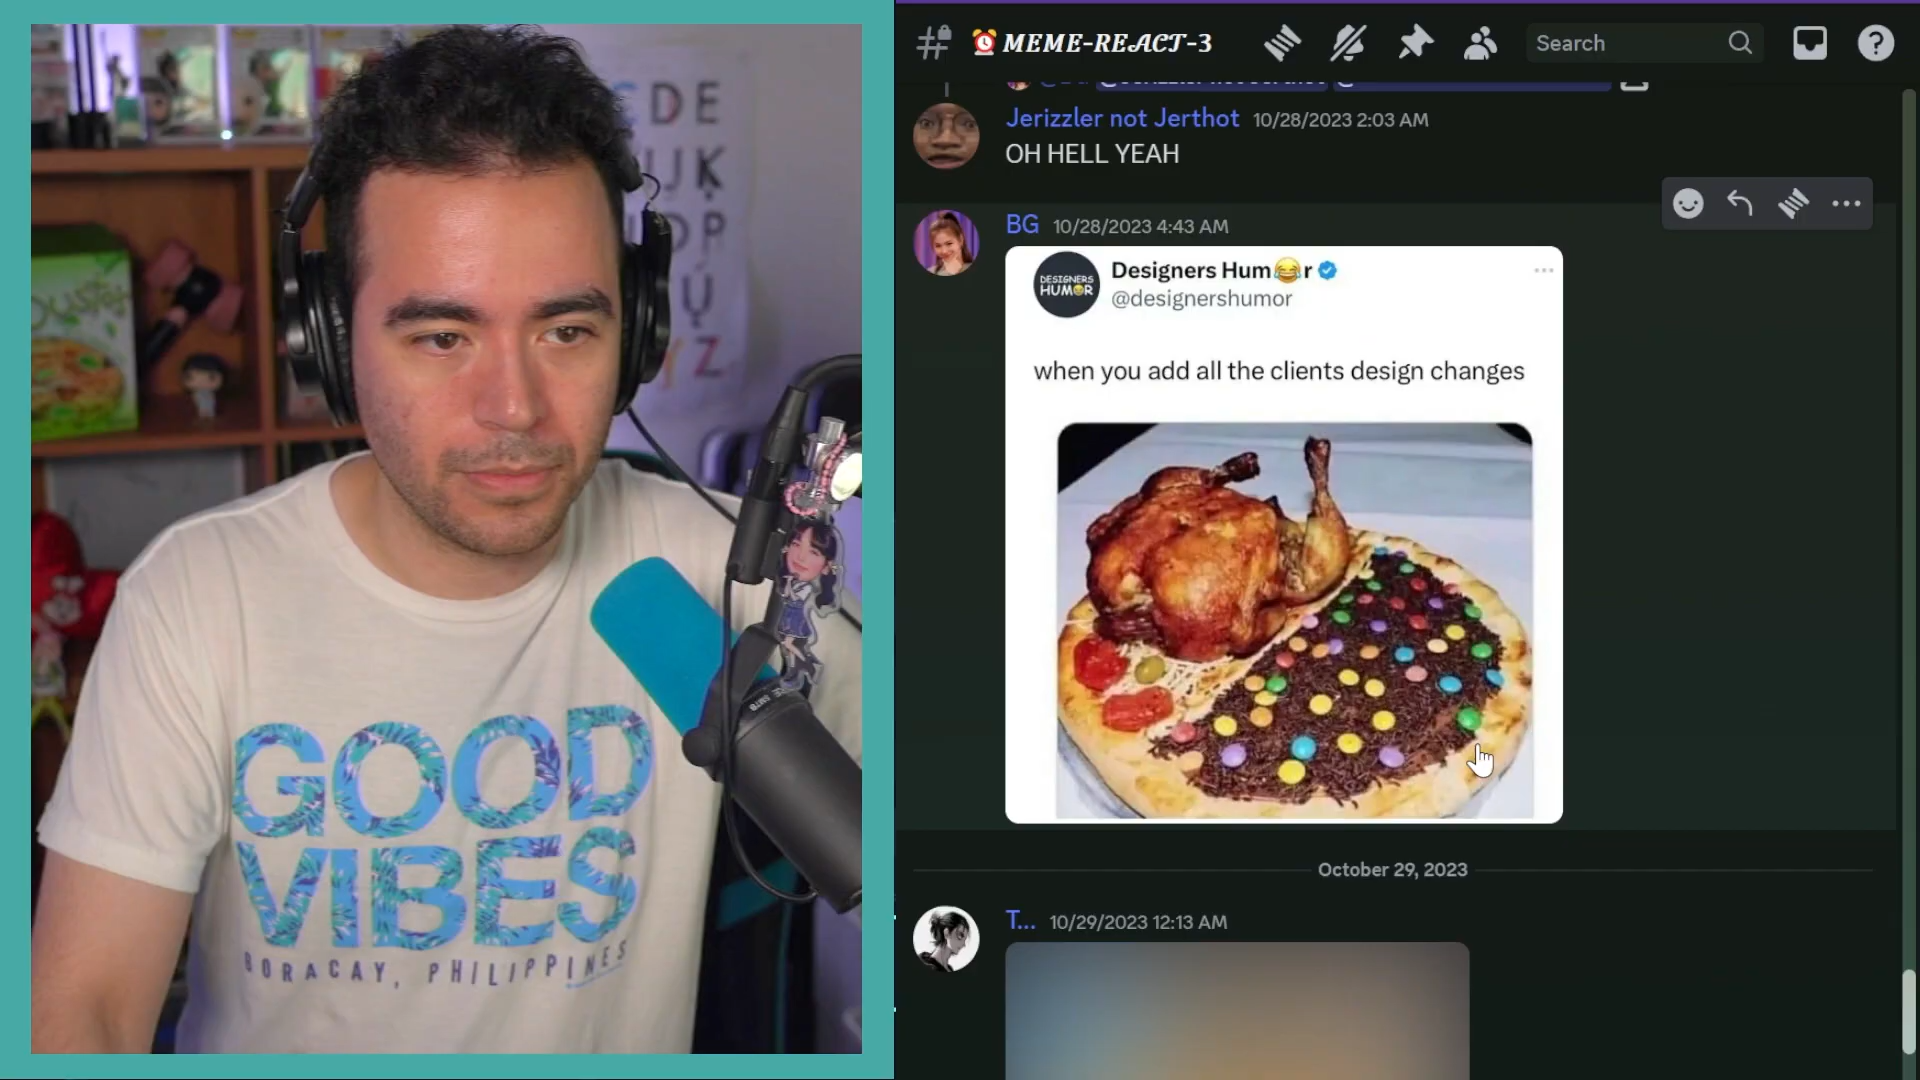 C D E
I J K
O P
Ụ
Y Z
GOOD
VIBES
BORACAY, PHILIPPINES
MEME-REACT-3
Search
Jerizzler not Jerthot 10/28/2023 2:03 AM
OH HELL YEAH
BG 10/28/2023 4:43 AM
DESIGNERS
HUMOR
Designers Hum😂r
@designershumor
when you add all the clients design changes
October 29, 2023
T... 10/29/2023 12:13 AM